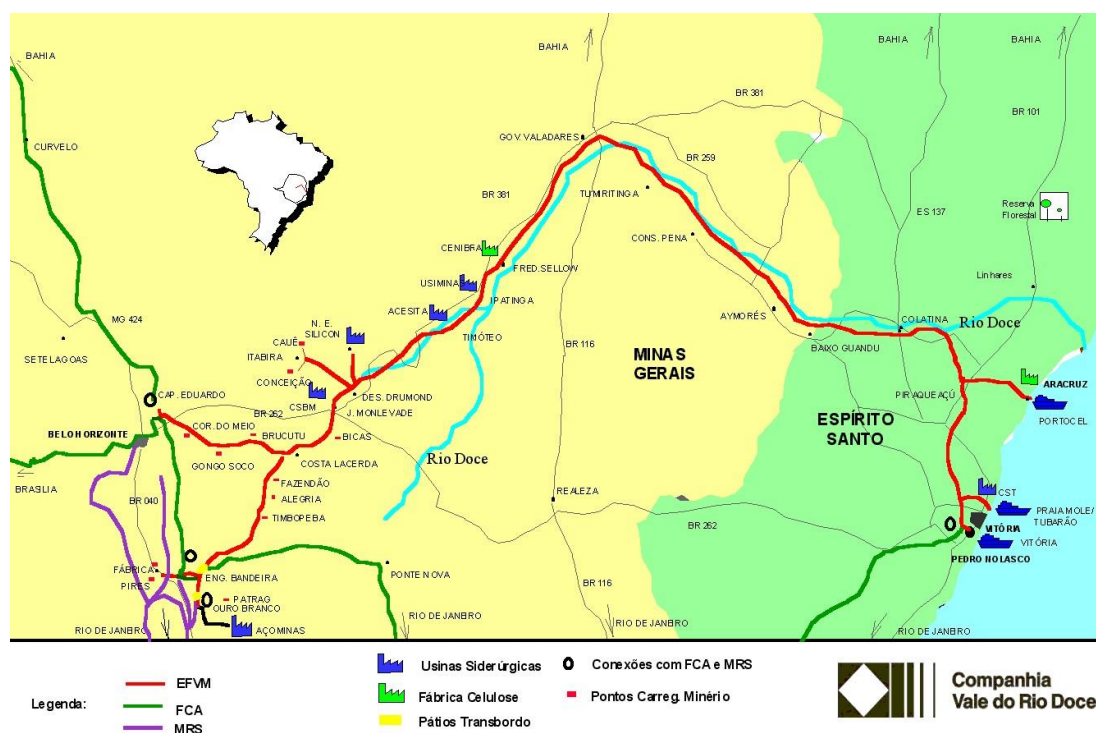 BAHIA
BAHIA
BAHIA
BAHIA
BR 381
BR 101
GOV. VALADARES
CURVELO
BR 259
BR 381
TUMIRITINGA
Reserva
Florestal
ES 137
CONS. PENA
CENIBRA
FRED. SELLOW
USIMINAS
Linhares
IPATINGA
ACESITA
MG 424
N. E.
SILICON
AYMORÉS
COLATINA
Rio Doce
TIMÓTEO
CAUÊ
BAIXO GUANDU
SETE LAGOAS
ITABIRA
BR 116
MINAS
GERAIS
CONCEIÇÃO
ARACRUZ
CAP. EDUARDO
DES. DRUMOND
PIRAQUEAÇÚ
CSBM
J. MONLEVADE
BR 262
PORTOCEL
ESPÍRITO
SANTO
COR. DO MEIO
BRUCUTU
BICAS
BELO HORIZONTE
COSTA LACERDA
Rio Doce
GONGO SOCO
FAZENDÃO
BRASILIA
BR 040
ALEGRIA
REALEZA
CST
PRAIA MOLE/
TUBARÃO
TIMBOPEBA
BR 262
VITÓRIA
VITÓRIA
PEDRO NOLASCO
FÁBRICA
PONTE NOVA
ENG. BANDEIRA
PIRES
BR 116
PATRAG
OURO BRANCO
RIO DE JANEIRO
RIO DE JANEIRO
AÇOMINAS
RIO DE JANEIRO
RIO DE JANEIRO
RIO DE JANEIRO
Legenda:
EFVM
FCA
MRS
Usinas Siderúrgicas
Fábrica Celulose
Pátios Transbordo
Conexões com FCA e MRS
Pontos Carreg. Minério
Companhia
Vale do Rio Doce